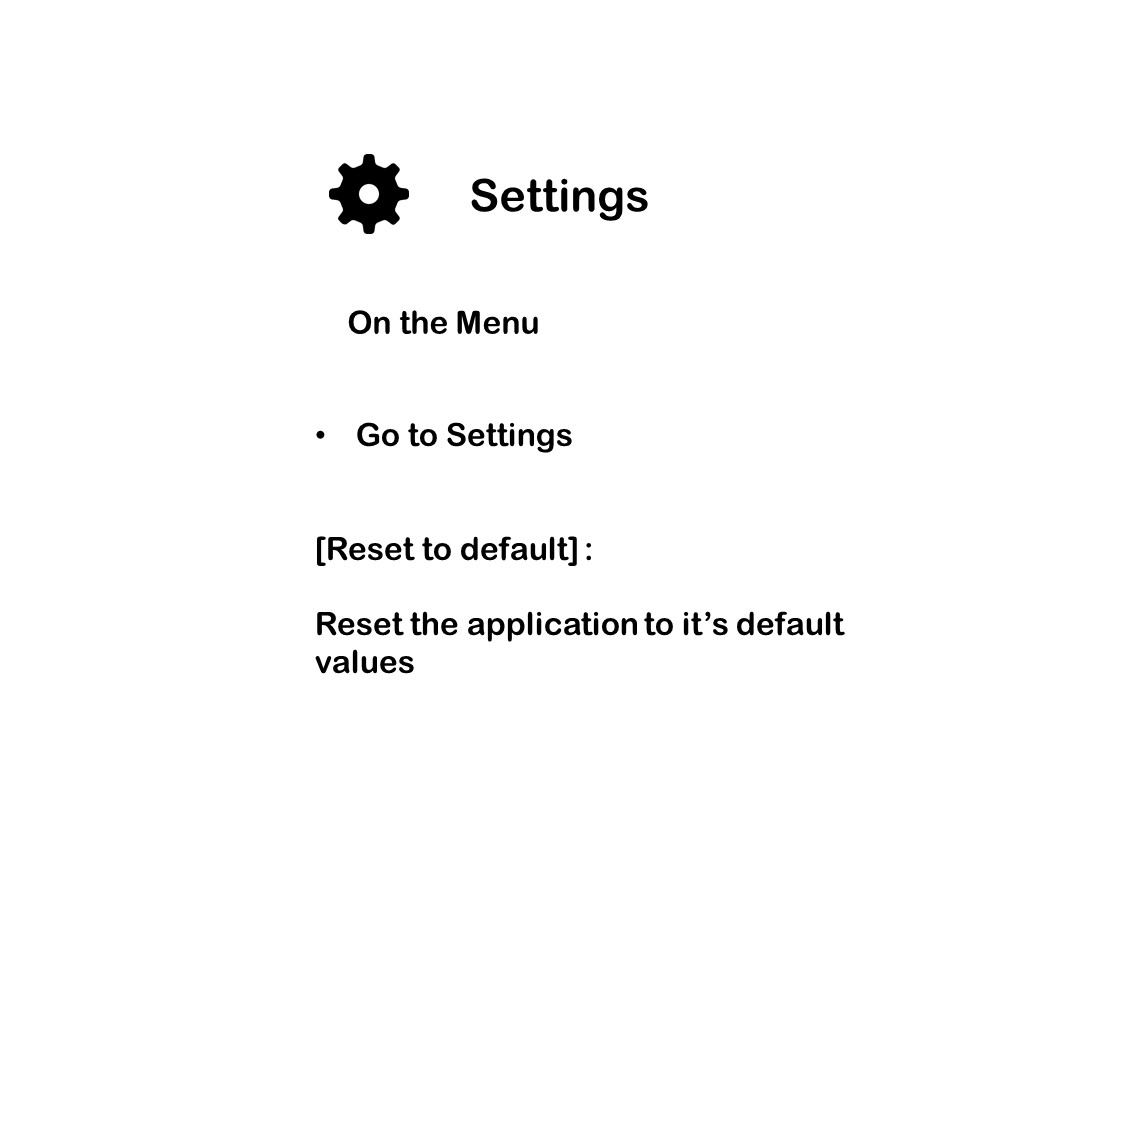 Settings
On the Menu
• Go to Settings
[Reset to default] :
Reset the application to it’s default
values